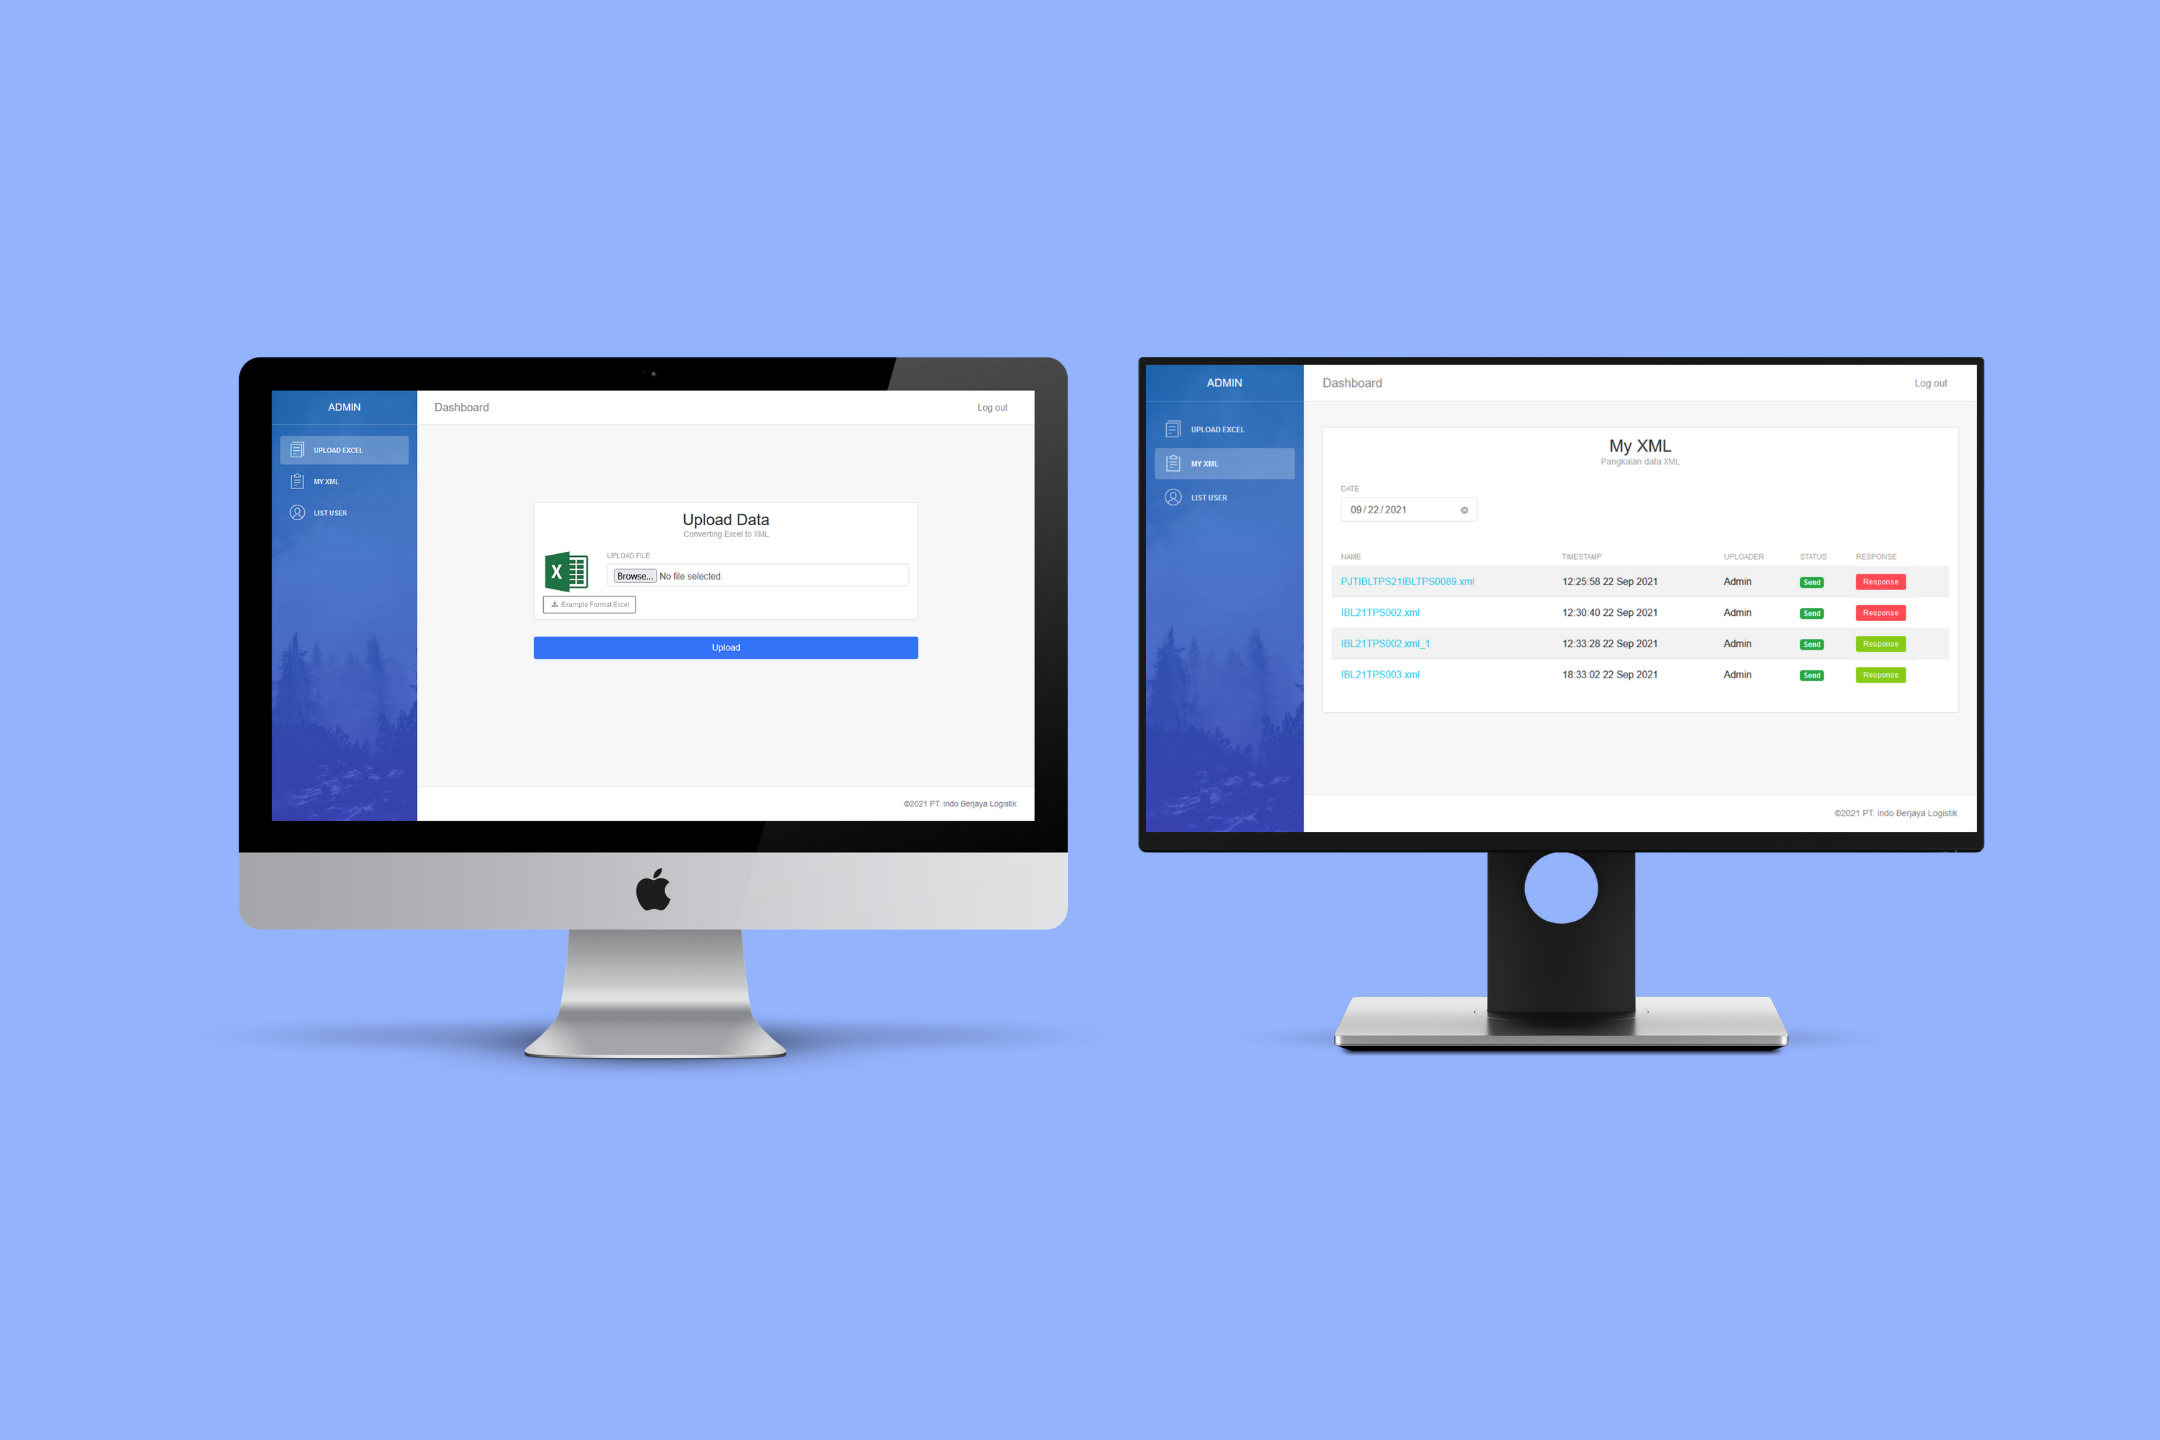 ADMIN
Dashboard
Log out
UPLOAD EXCEL
MY XML
LIST USER
Upload Data
Converting Excel to XML
UPLOAD FILE
Browse... No file selected.
Example Format Excel
Upload
©2021 PT. Indo Berjaya Logistik
ADMIN
Dashboard
Log out
UPLOAD EXCEL
MY XML
LIST USER
My XML
Pangkalan data XML
DATE
09/22/2021
NAME TIMESTAMP UPLOADER STATUS RESPONSE
PJTIBLTPS21IBLTPS0089.xml 12:25:58 22 Sep 2021 Admin Send Response
IBL21TPS002.xml 12:30:40 22 Sep 2021 Admin Send Response
IBL21TPS002.xml_1 12:33:28 22 Sep 2021 Admin Send Response
IBL21TPS003.xml 18:33:02 22 Sep 2021 Admin Send Response
©2021 PT. Indo Berjaya Logistik